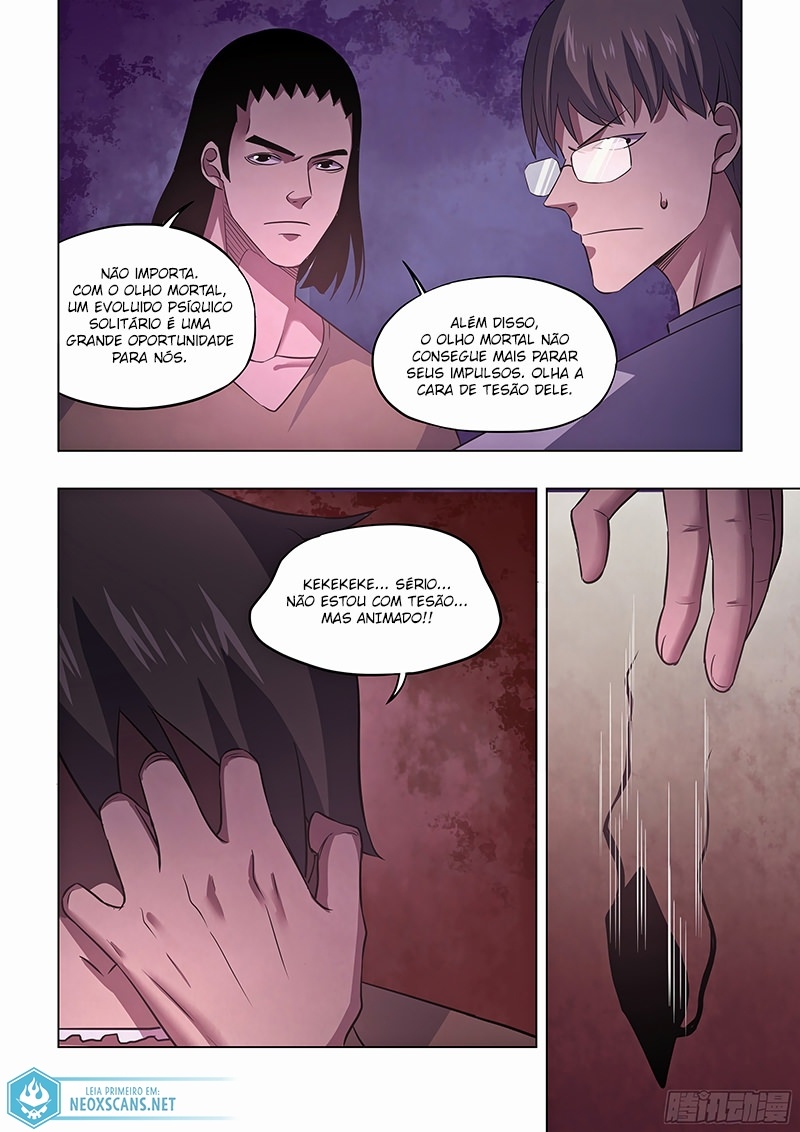 NÃO IMPORTA.
COM O OLHO MORTAL,
UM EVOLUIDO PSÍQUICO
SOLITÁRIO É UMA
GRANDE OPORTUNIDADE
PARA NÓS.
ALÉM DISSO,
O OLHO MORTAL NÃO
CONSEGUE MAIS PARAR
SEUS IMPULSOS. OLHA A
CARA DE TESÃO DELE.
KEKEKEKE... SÉRIO...
NÃO ESTOU COM TESÃO...
MAS ANIMADO!!
LEIA PRIMEIRO EM:
NEOXSCANS.NET
腾讯动漫